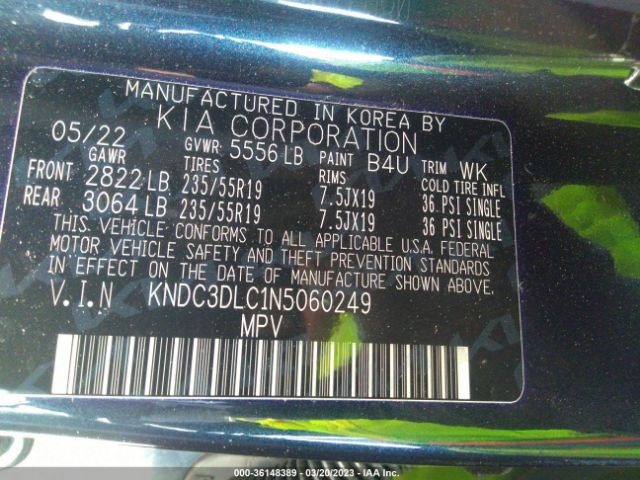 MANUFACTURED IN KOREA BY
KIA CORPORATION
05/22 GVWR: 5556 LB PAINT B4U TRIM WK
GAWR TIRES RIMS COLD TIRE INFL
FRONT 2822 LB 235/55R19 7.5JX19 36 PSI SINGLE
REAR 3064 LB 235/55R19 7.5JX19 36 PSI SINGLE
THIS VEHICLE CONFORMS TO ALL APPLICABLE U.S.A. FEDERAL
MOTOR VEHICLE SAFETY AND THEFT PREVENTION STANDARDS
IN EFFECT ON THE DATE OF MANUFACTURE SHOWN ABOVE.
V.I.N KNDC3DLC1N5060249
MPV
000-36148389 — 03/20/2023 — IAA Inc.